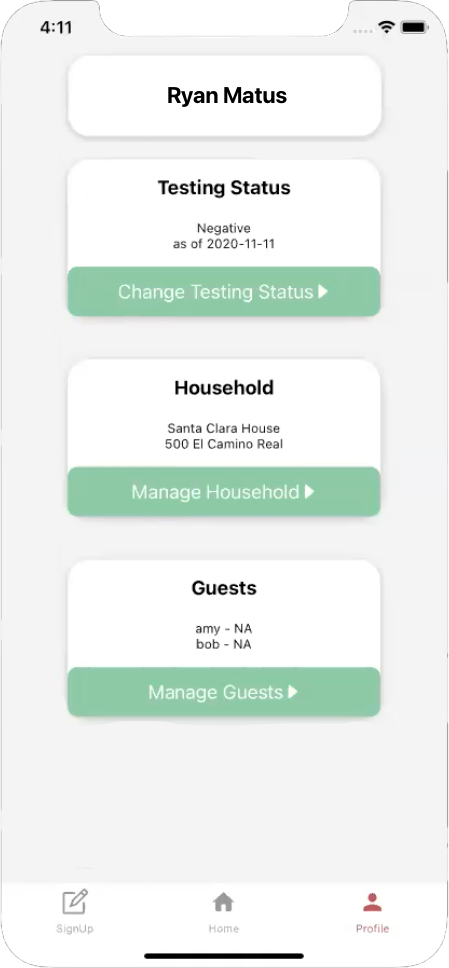 4:11
Ryan Matus
Testing Status
Negative
as of 2020-11-11
Change Testing Status
Household
Santa Clara House
500 El Camino Real
Manage Household
Guests
amy - NA
bob - NA
Manage Guests
SignUp
Home
Profile